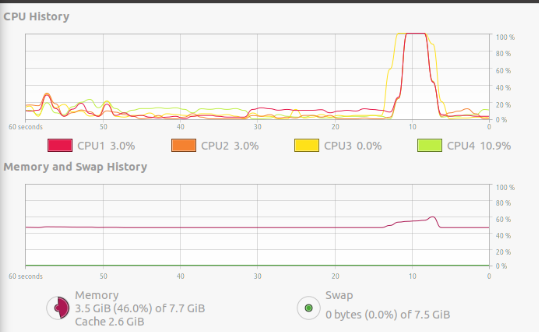 CPU History
100 %
80 %
60 %
40 %
20 %
0 %
60 seconds 50 40 30 20 10 0
CPU1 3.0% CPU2 3.0% CPU3 0.0% CPU4 10.9%
Memory and Swap History
100 %
80 %
60 %
40 %
20 %
0 %
60 seconds 50 40 30 20 10 0
Memory Swap
3.5 GiB (46.0%) of 7.7 GiB 0 bytes (0.0%) of 7.5 GiB
Cache 2.6 GiB